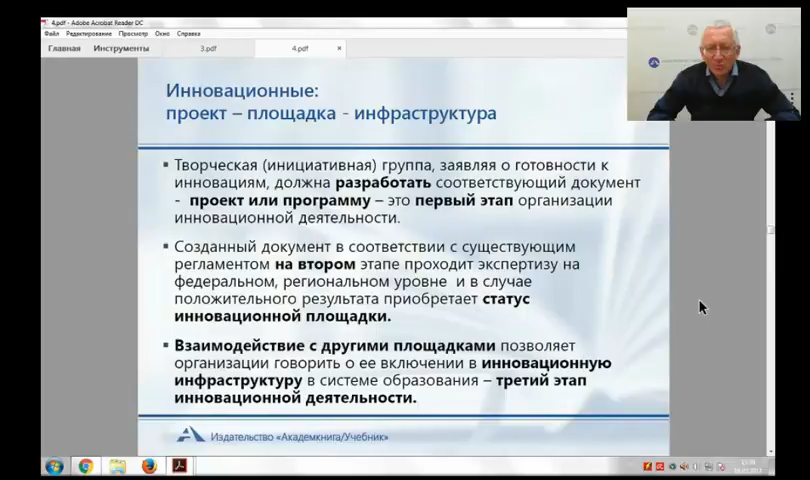 4.pdf - Adobe Acrobat Reader DC
Файл Редактирование Просмотр Окно Справка
Главная Инструменты 3.pdf 4.pdf ×
Инновационные:
проект – площадка - инфраструктура
▪ Творческая (инициативная) группа, заявляя о готовности к
инновациям, должна разработать соответствующий документ
- проект или программу – это первый этап организации
инновационной деятельности.
▪ Созданный документ в соответствии с существующим
регламентом на втором этапе проходит экспертизу на
федеральном, региональном уровне и в случае
положительного результата приобретает статус
инновационной площадки.
▪ Взаимодействие с другими площадками позволяет
организации говорить о ее включении в инновационную
инфраструктуру в системе образования – третий этап
инновационной деятельности.
Издательство «Академкнига/Учебник»